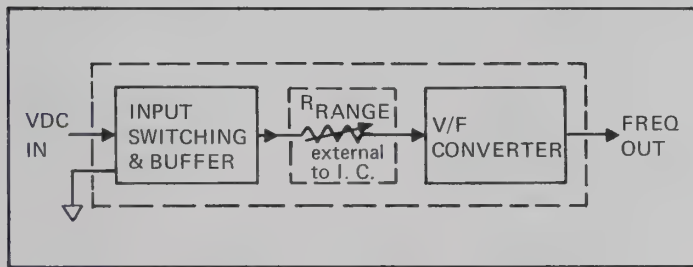 VDC
IN
INPUT
SWITCHING
& BUFFER
RRANGE
external
to I. C.
V/F
CONVERTER
FREQ
OUT